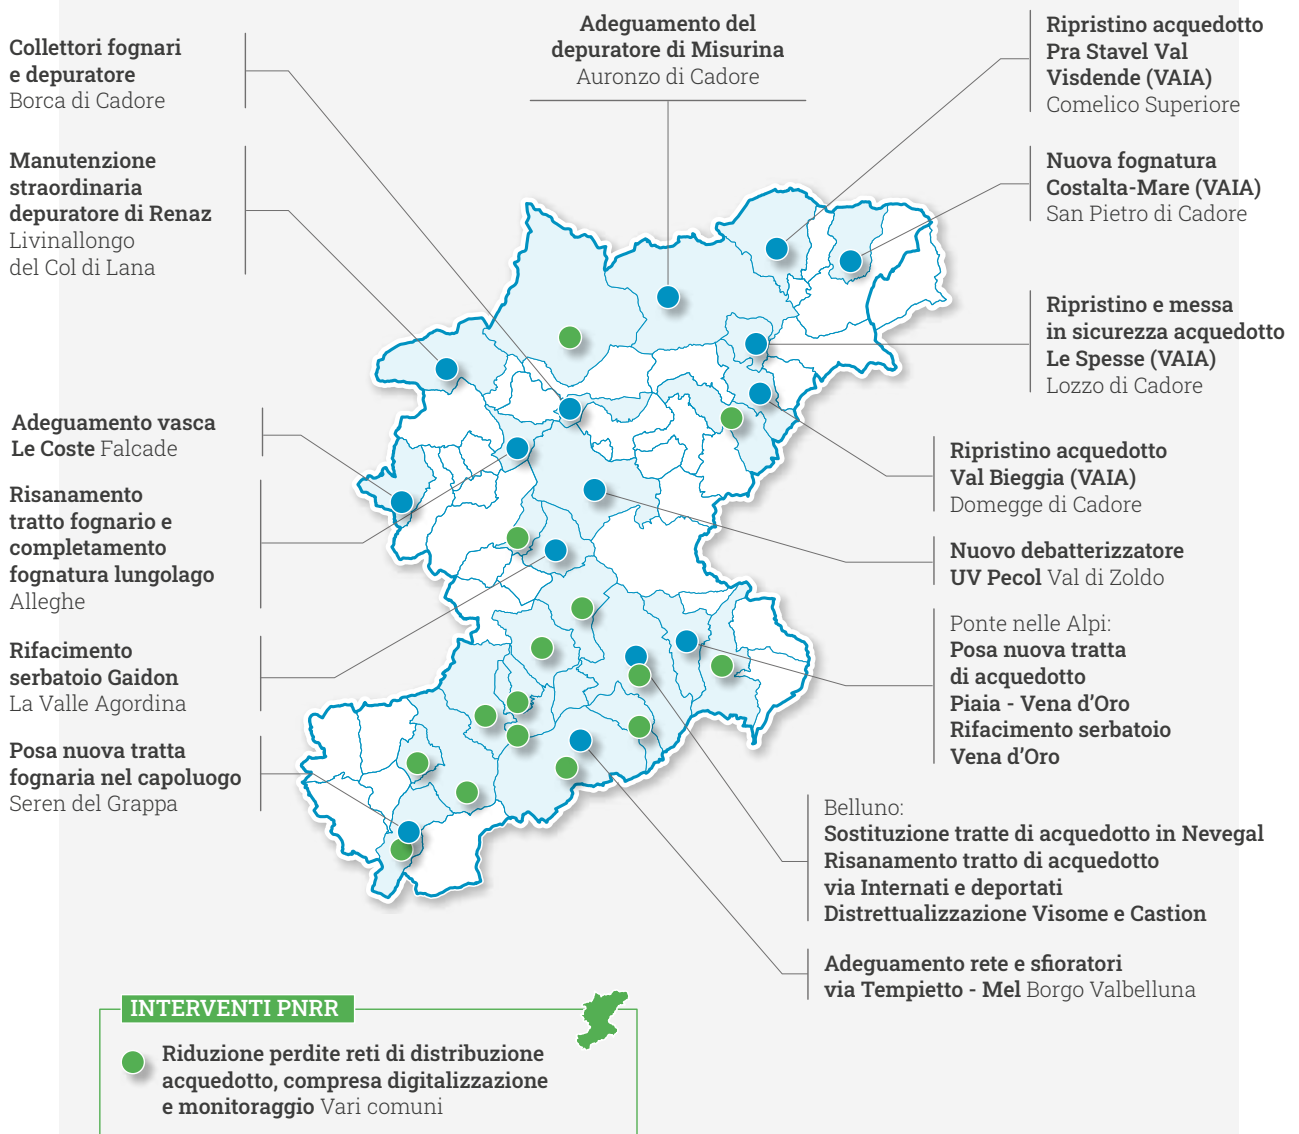 Collettori fognari
e depuratore
Borca di Cadore
Manutenzione
straordinaria
depuratore di Renaz
Livinallongo
del Col di Lana
Adeguamento vasca
Le Coste Falcade
Risanamento
tratto fognario e
completamento
fognatura lungolago
Alleghe
Rifacimento
serbatoio Gaidon
La Valle Agordina
Posa nuova tratta
fognaria nel capoluogo
Seren del Grappa
Adeguamento del
depuratore di Misurina
Auronzo di Cadore
Ripristino acquedotto
Pra Stavel Val
Visdende (VAIA)
Comelico Superiore
Nuova fognatura
Costalta-Mare (VAIA)
San Pietro di Cadore
Ripristino e messa
in sicurezza acquedotto
Le Spesse (VAIA)
Lozzo di Cadore
Ripristino acquedotto
Val Bieggia (VAIA)
Domegge di Cadore
Nuovo debatterizzatore
UV Pecol Val di Zoldo
Ponte nelle Alpi:
Posa nuova tratta
di acquedotto
Piaia - Vena d'Oro
Rifacimento serbatoio
Vena d'Oro
Belluno:
Sostituzione tratte di acquedotto in Nevegal
Risanamento tratto di acquedotto
via Internati e deportati
Distrettualizzazione Visome e Castion
Adeguamento rete e sfioratori
via Tempietto - Mel Borgo Valbelluna
INTERVENTI PNRR
Riduzione perdite reti di distribuzione
acquedotto, compresa digitalizzazione
e monitoraggio Vari comuni